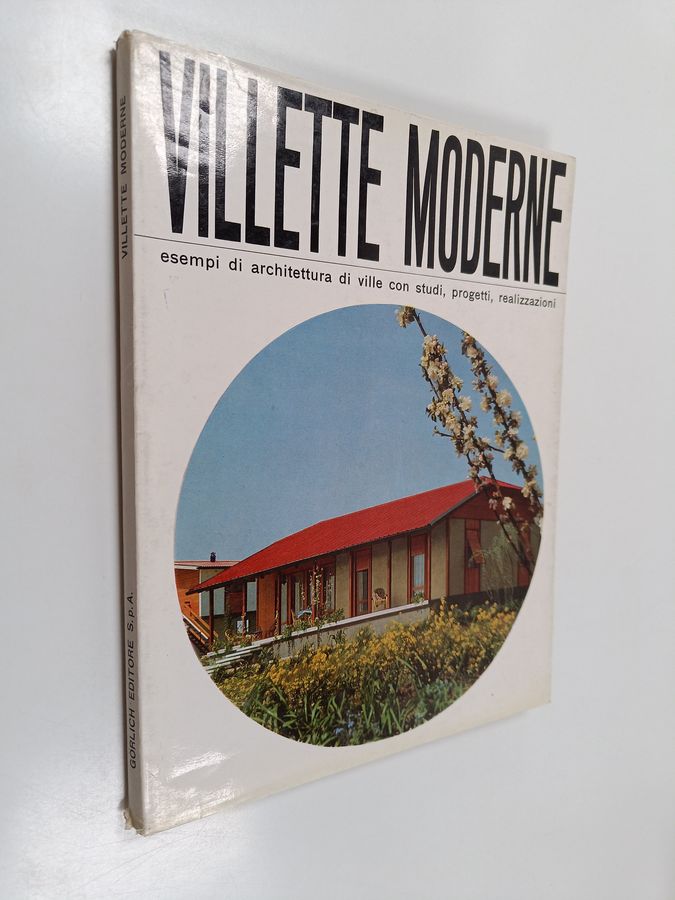 VILLETTE MODERNE
esempi di architettura di ville con studi, progetti, realizzazioni
VILLETTE MODERNE
GORLICH EDITORE S.p.A.